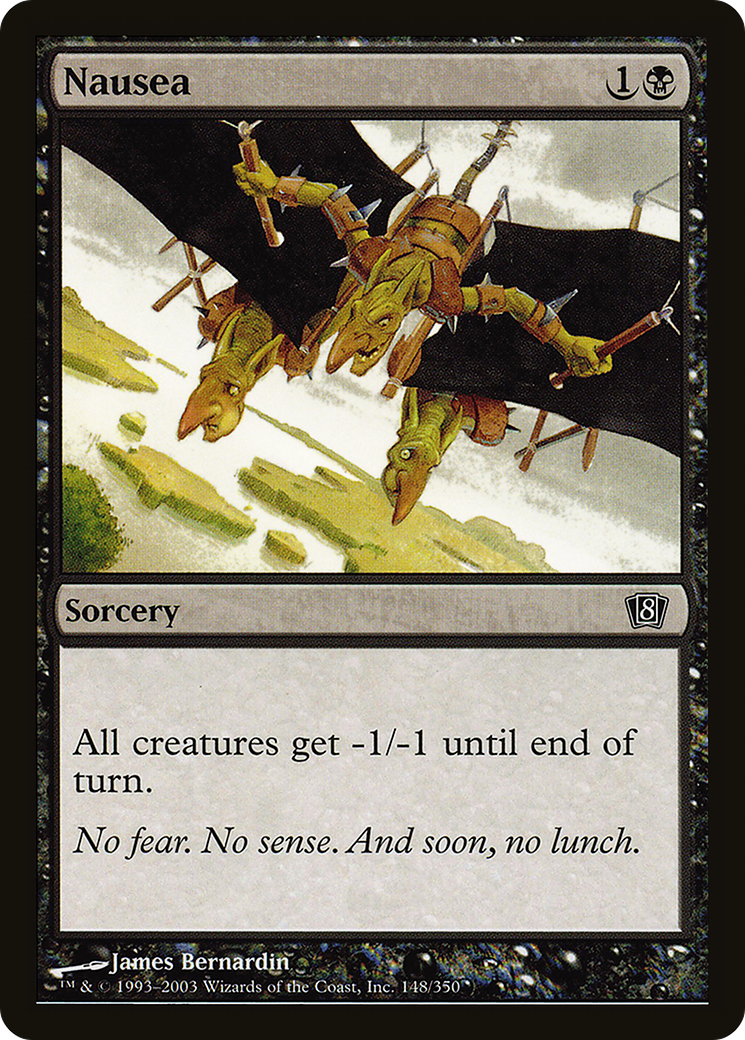 Nausea 1
Sorcery 8
All creatures get -1/-1 until end of
turn.
No fear. No sense. And soon, no lunch.
James Bernardin
™ & © 1993–2003 Wizards of the Coast, Inc. 148/350